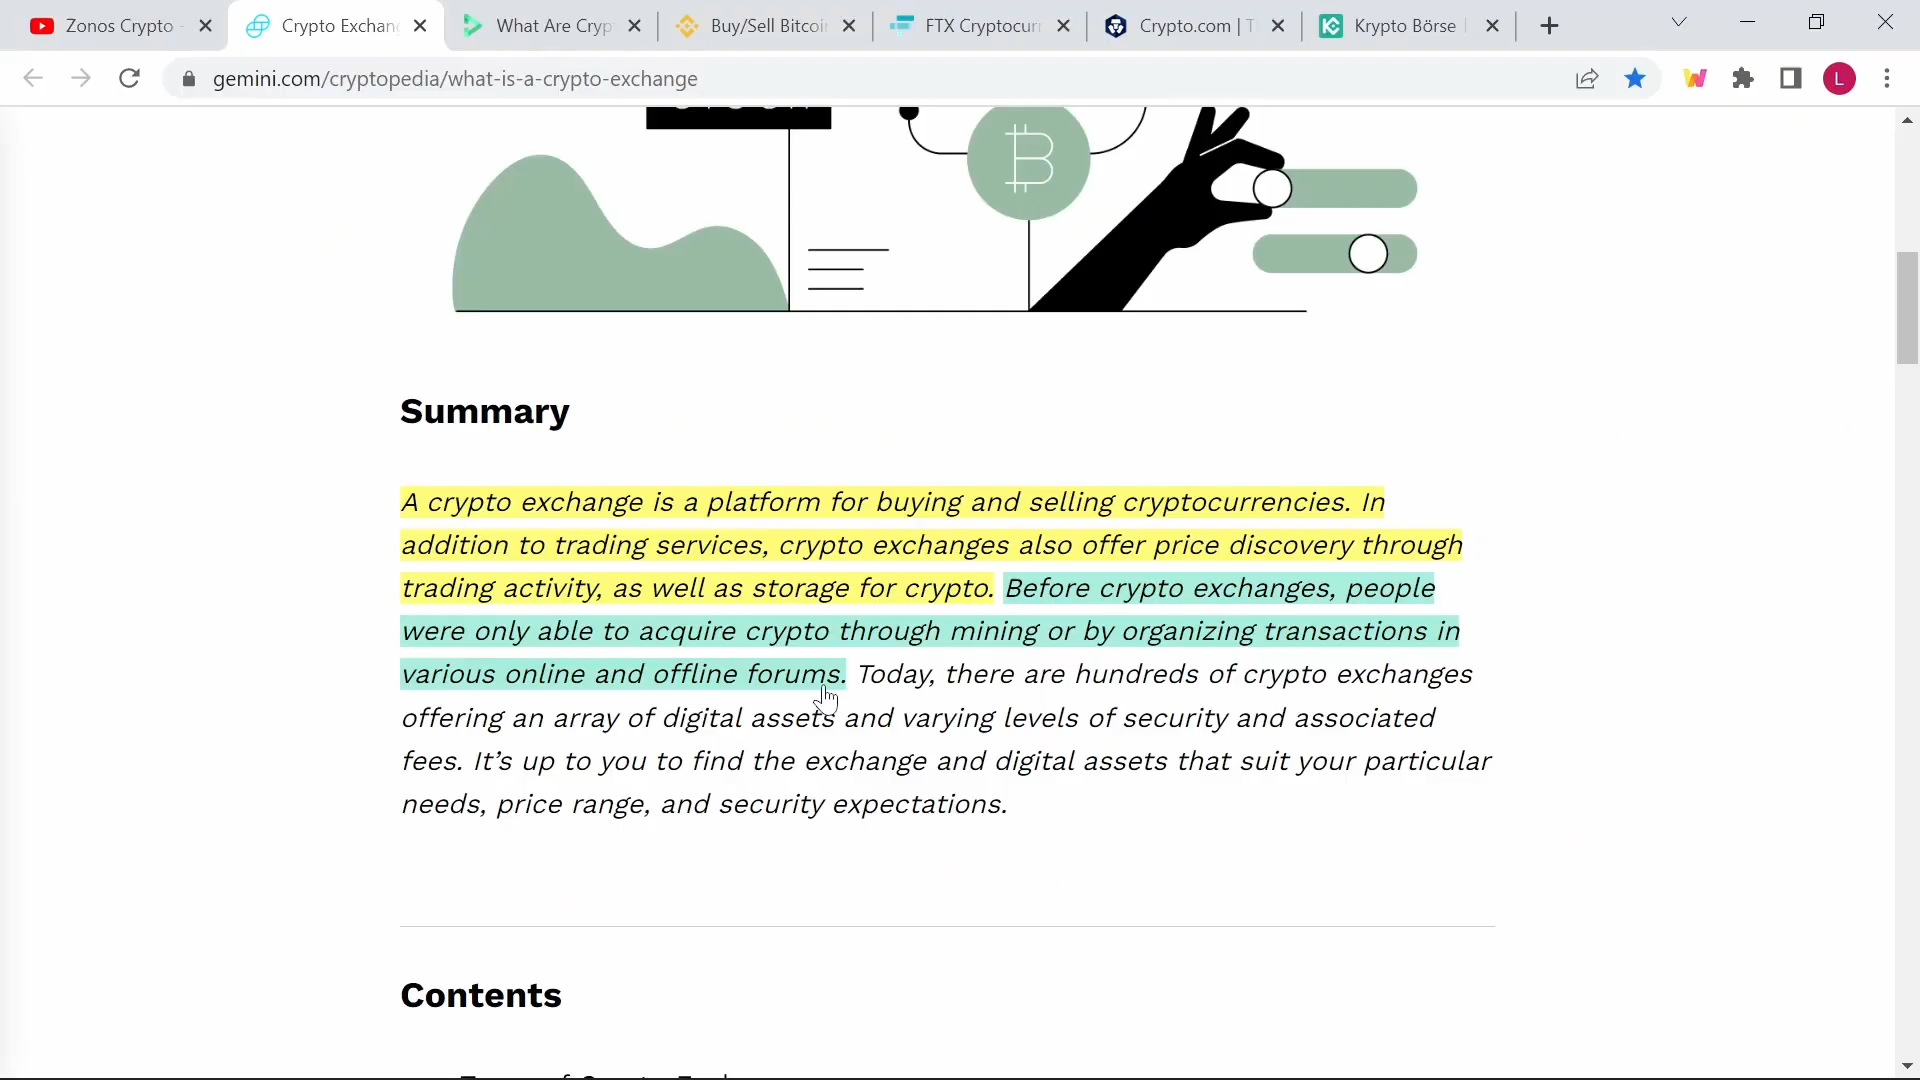 Zonos Crypto -
Crypto Exchan
What Are Cryp
Buy/Sell Bitcoi
FTX Cryptocur
Crypto.com | T
Krypto Börse |
gemini.com/cryptopedia/what-is-a-crypto-exchange
L
Summary
A crypto exchange is a platform for buying and selling cryptocurrencies. In
addition to trading services, crypto exchanges also offer price discovery through
trading activity, as well as storage for crypto. Before crypto exchanges, people
were only able to acquire crypto through mining or by organizing transactions in
various online and offline forums. Today, there are hundreds of crypto exchanges
offering an array of digital assets and varying levels of security and associated
fees. It’s up to you to find the exchange and digital assets that suit your particular
needs, price range, and security expectations.
Contents